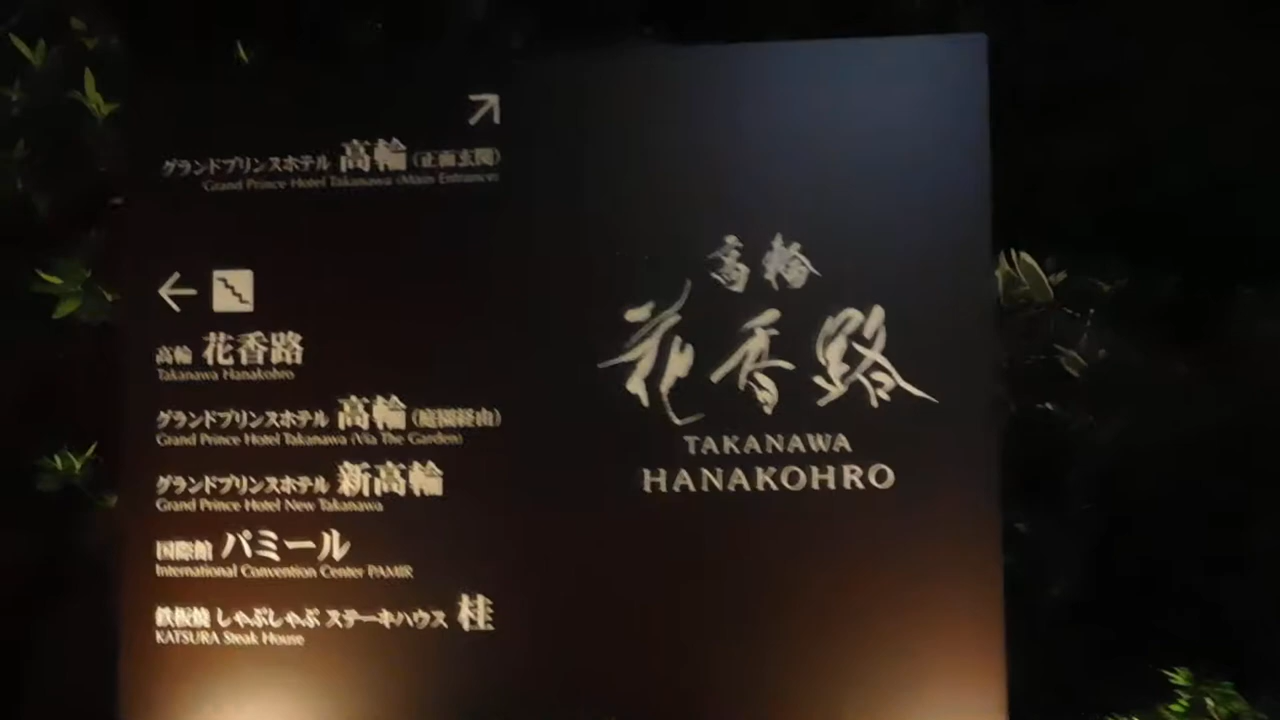 グランドプリンスホテル 高輪(正面玄関)
Grand Prince Hotel Takanawa (Main Entrance)
高輪 花香路
Takanawa Hanakohro
グランドプリンスホテル 高輪(庭園経由)
Grand Prince Hotel Takanawa (Via The Garden)
グランドプリンスホテル 新高輪
Grand Prince Hotel New Takanawa
国際館 パミール
International Convention Center PAMIR
鉄板焼 しゃぶしゃぶ ステーキハウス 桂
KATSURA Steak House
高輪
花香路
TAKANAWA
HANAKOHRO